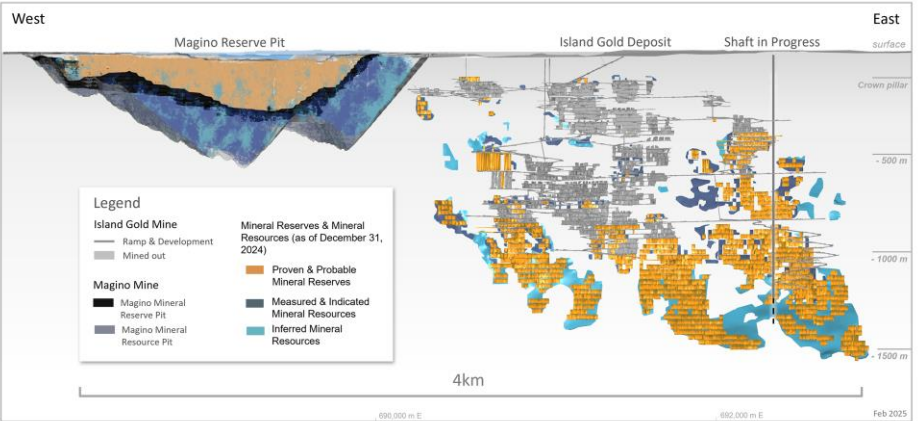 West
East
Magino Reserve Pit
Island Gold Deposit
Shaft in Progress
surface
Crown pillar
- 500 m
- 1000 m
- 1500 m
Legend
Island Gold Mine
Ramp & Development
Mined out
Magino Mine
Magino Mineral
Reserve Pit
Magino Mineral
Resource Pit
Mineral Reserves & Mineral
Resources (as of December 31,
2024)
Proven & Probable
Mineral Reserves
Measured & Indicated
Mineral Resources
Inferred Mineral
Resources
4km
690,000 m E
692,000 m E
Feb 2025